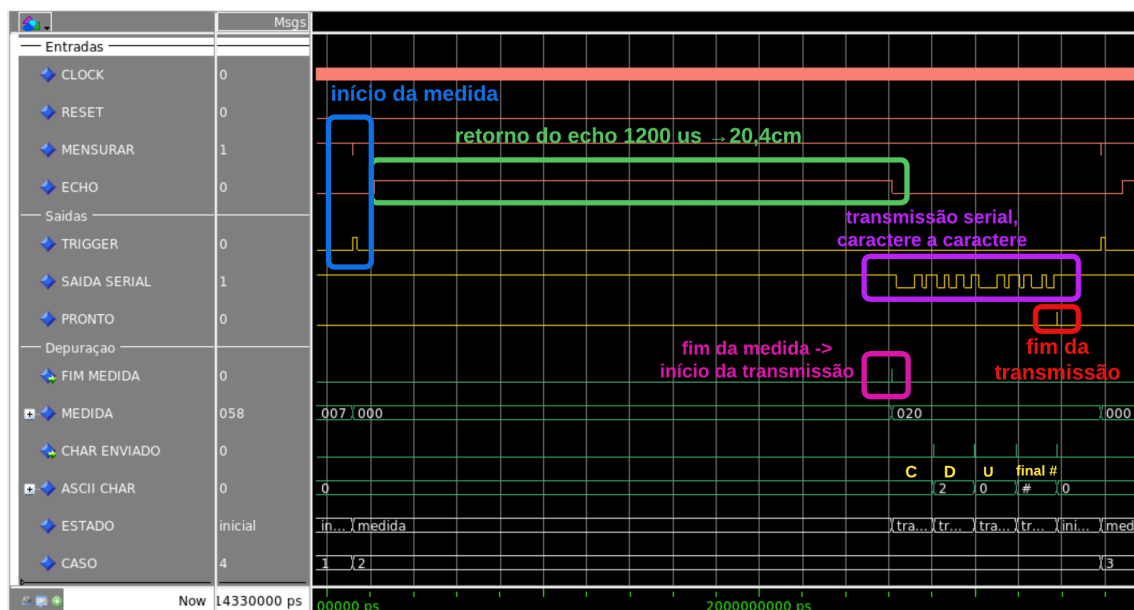 Msgs
Entradas
CLOCK 0
início da medida
RESET 0
retorno do echo 1200 us →20,4cm
MENSURAR 1
ECHO 0
Saidas
transmissão serial,
caractere a caractere
TRIGGER 0
SAIDA SERIAL 1
PRONTO 0
Depuraçao
fim da medida ->
início da transmissão
fim da
transmissão
FIM MEDIDA 0
MEDIDA 058 007 000 020 000
CHAR ENVIADO 0
C D U final #
ASCII CHAR 0 0 2 0 # 0
ESTADO inicial in... medida tra... tr... tra... tr... ini... med
CASO 4 1 2 3
Now 14330000 ps 00000 ps 2000000000 ps